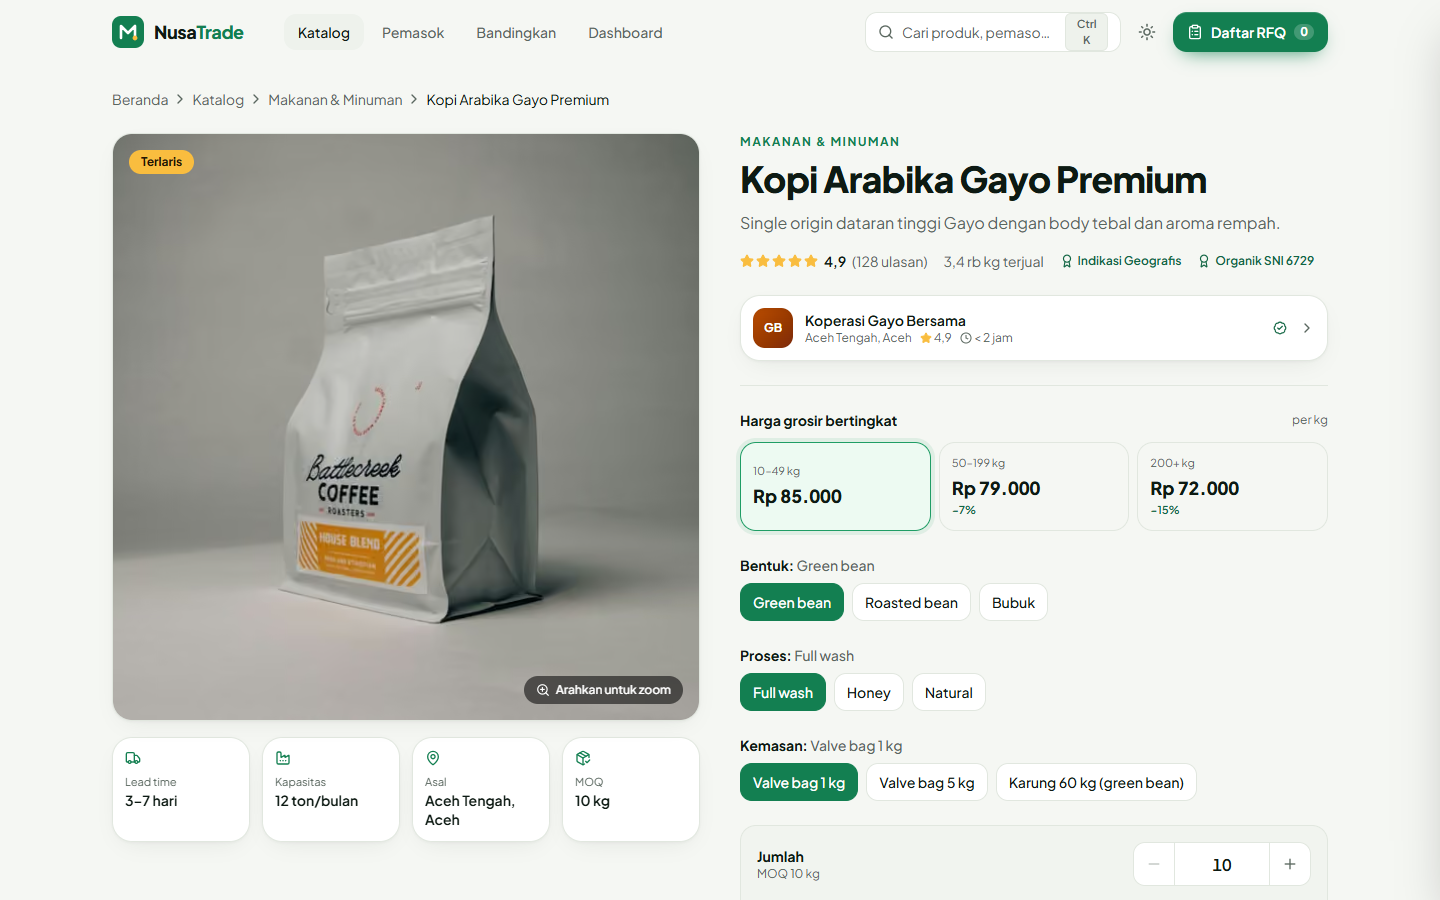 NusaTrade
Katalog
Pemasok
Bandingkan
Dashboard
Cari produk, pemaso...
Ctrl
K
Daftar RFQ 0
Beranda > Katalog > Makanan & Minuman > Kopi Arabika Gayo Premium
Terlaris
Battlecreek
COFFEE
ROASTERS
HOUSE BLEND
Arahkan untuk zoom
Lead time
3–7 hari
Kapasitas
12 ton/bulan
Asal
Aceh Tengah,
Aceh
MOQ
10 kg
MAKANAN & MINUMAN
Kopi Arabika Gayo Premium
Single origin dataran tinggi Gayo dengan body tebal dan aroma rempah.
4,9 (128 ulasan) 3,4 rb kg terjual Indikasi Geografis Organik SNI 6729
GB
Koperasi Gayo Bersama
Aceh Tengah, Aceh 4,9 < 2 jam
Harga grosir bertingkat
per kg
10–49 kg
Rp 85.000
50–199 kg
Rp 79.000
-7%
200+ kg
Rp 72.000
-15%
Bentuk: Green bean
Green bean
Roasted bean
Bubuk
Proses: Full wash
Full wash
Honey
Natural
Kemasan: Valve bag 1 kg
Valve bag 1 kg
Valve bag 5 kg
Karung 60 kg (green bean)
Jumlah
MOQ 10 kg
− 10 +